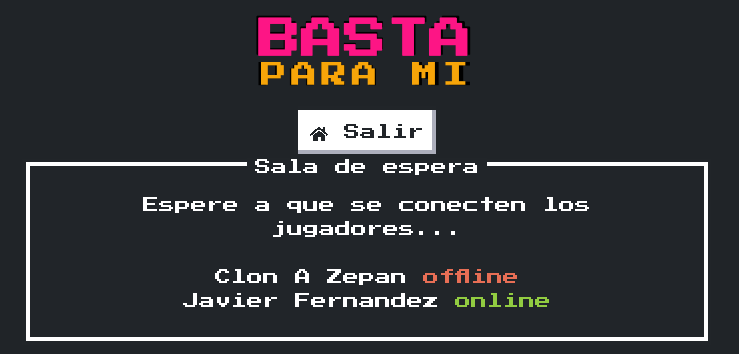 BASTA
PARA MI
Salir
Sala de espera
Espere a que se conecten los
jugadores...
Clon A Zepan offline
Javier Fernandez online